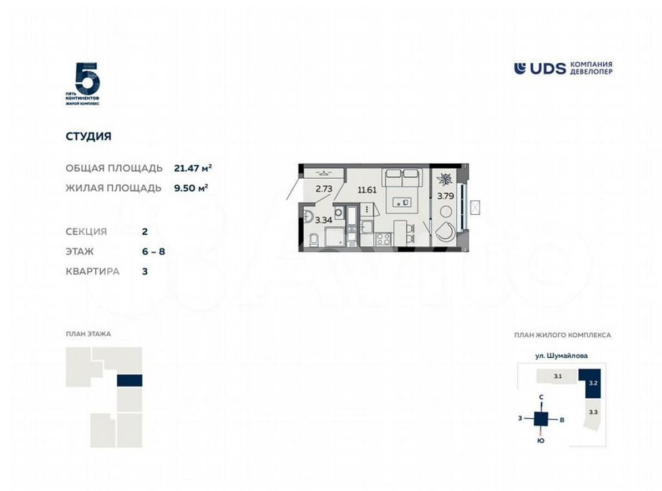 5
ПЯТЬ
КОНТИНЕНТОВ
ЖИЛОЙ КОМПЛЕКС
UDS КОМПАНИЯ
ДЕВЕЛОПЕР
СТУДИЯ
ОБЩАЯ ПЛОЩАДЬ 21.47 м²
ЖИЛАЯ ПЛОЩАДЬ 9.50 м²
СЕКЦИЯ 2
ЭТАЖ 6 – 8
КВАРТИРА 3
2.73
11.61
3.79
3.34
ПЛАН ЭТАЖА
ПЛАН ЖИЛОГО КОМПЛЕКСА
ул. Шумайлова
3.1
3.2
3.3
С
З
В
Ю
Avito